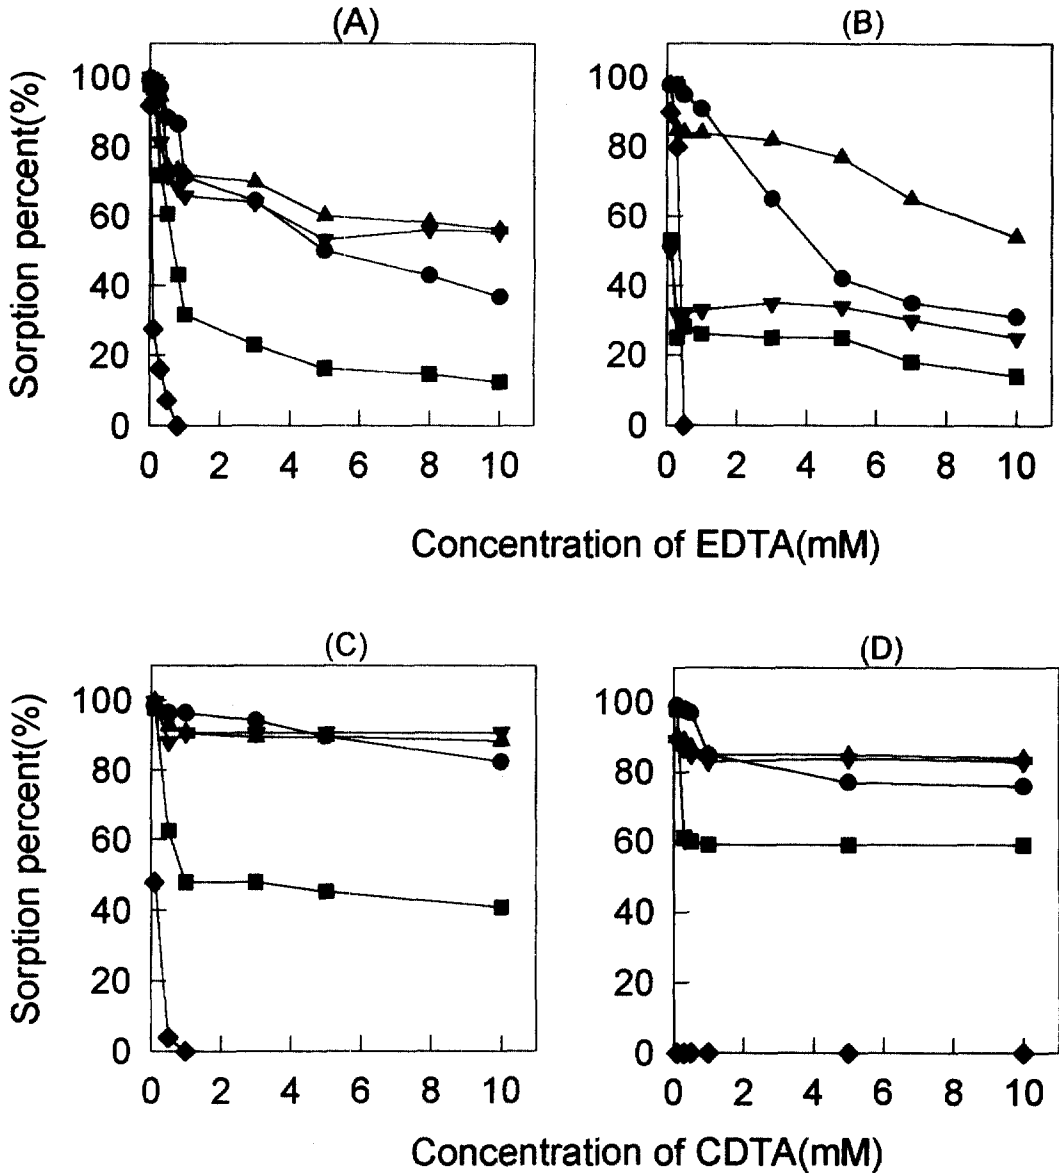 (A) (B)
Sorption percent(%)
100 100
80 80
60 60
40 40
20 20
0 0
0 2 4 6 8 10 0 2 4 6 8 10
Concentration of EDTA(mM)
(C) (D)
Sorption percent(%)
100 100
80 80
60 60
40 40
20 20
0 0
0 2 4 6 8 10 0 2 4 6 8 10
Concentration of CDTA(mM)